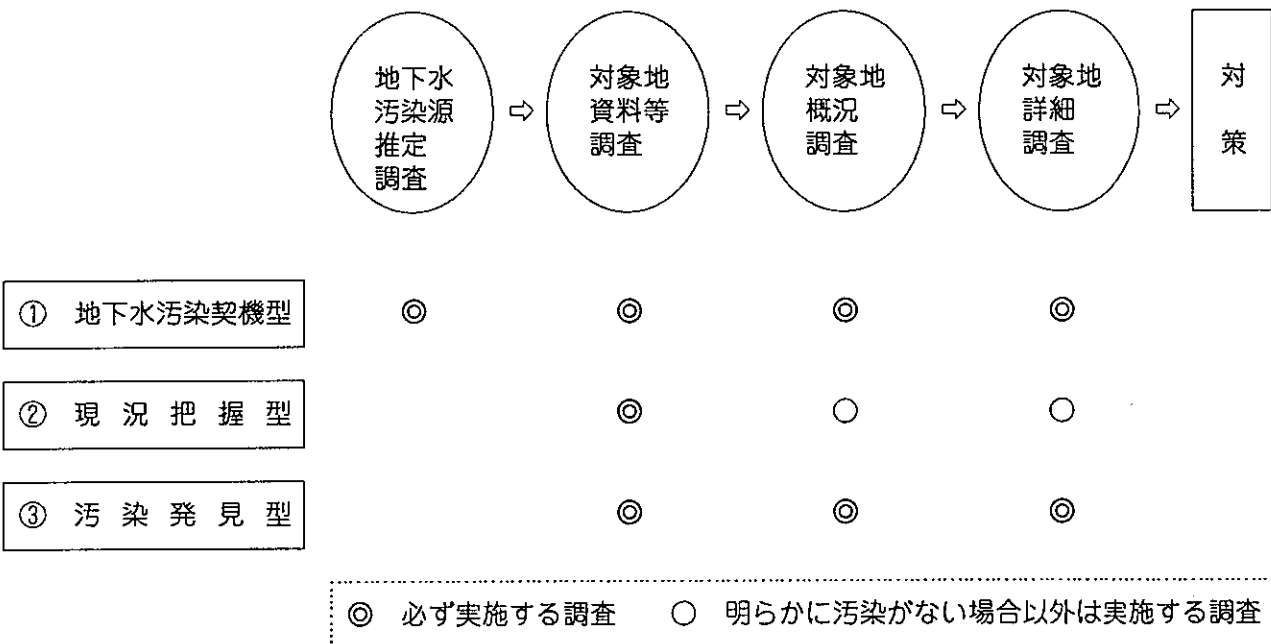 地下水
汚染源
推定
調査
⇨
対象地
資料等
調査
⇨
対象地
概況
調査
⇨
対象地
詳細
調査
⇨
対
策
① 地下水汚染契機型 ◎ ◎ ◎ ◎
② 現況把握型 ◎ ○ ○
③ 汚染発見型 ◎ ◎ ◎
◎ 必ず実施する調査 ○ 明らかに汚染がない場合以外は実施する調査